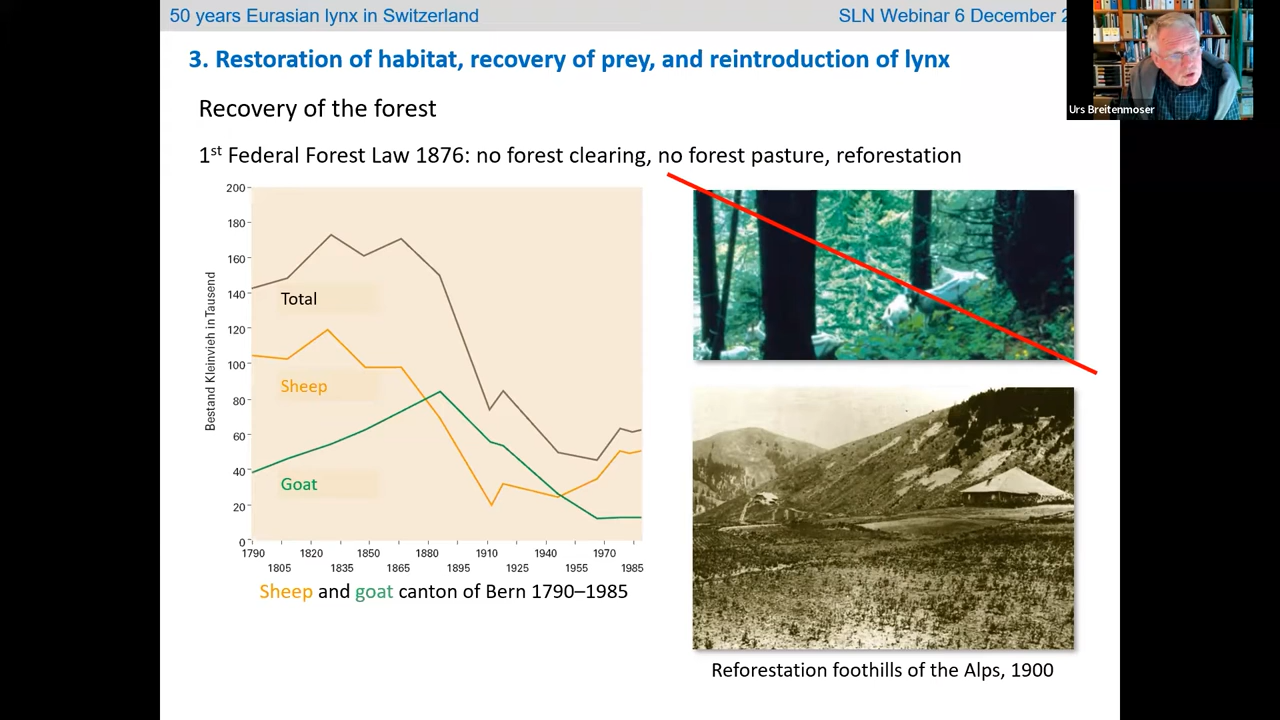 50 years Eurasian lynx in Switzerland
SLN Webinar 6 December
Urs Breitenmoser
3. Restoration of habitat, recovery of prey, and reintroduction of lynx
Recovery of the forest
1st Federal Forest Law 1876: no forest clearing, no forest pasture, reforestation
Bestand Kleinvieh in Tausend
200
180
160
140
120
100
80
60
40
20
0
Total
Sheep
Goat
1790 1820 1850 1880 1910 1940 1970
1805 1835 1865 1895 1925 1955 1985
Sheep and goat canton of Bern 1790–1985
Reforestation foothills of the Alps, 1900